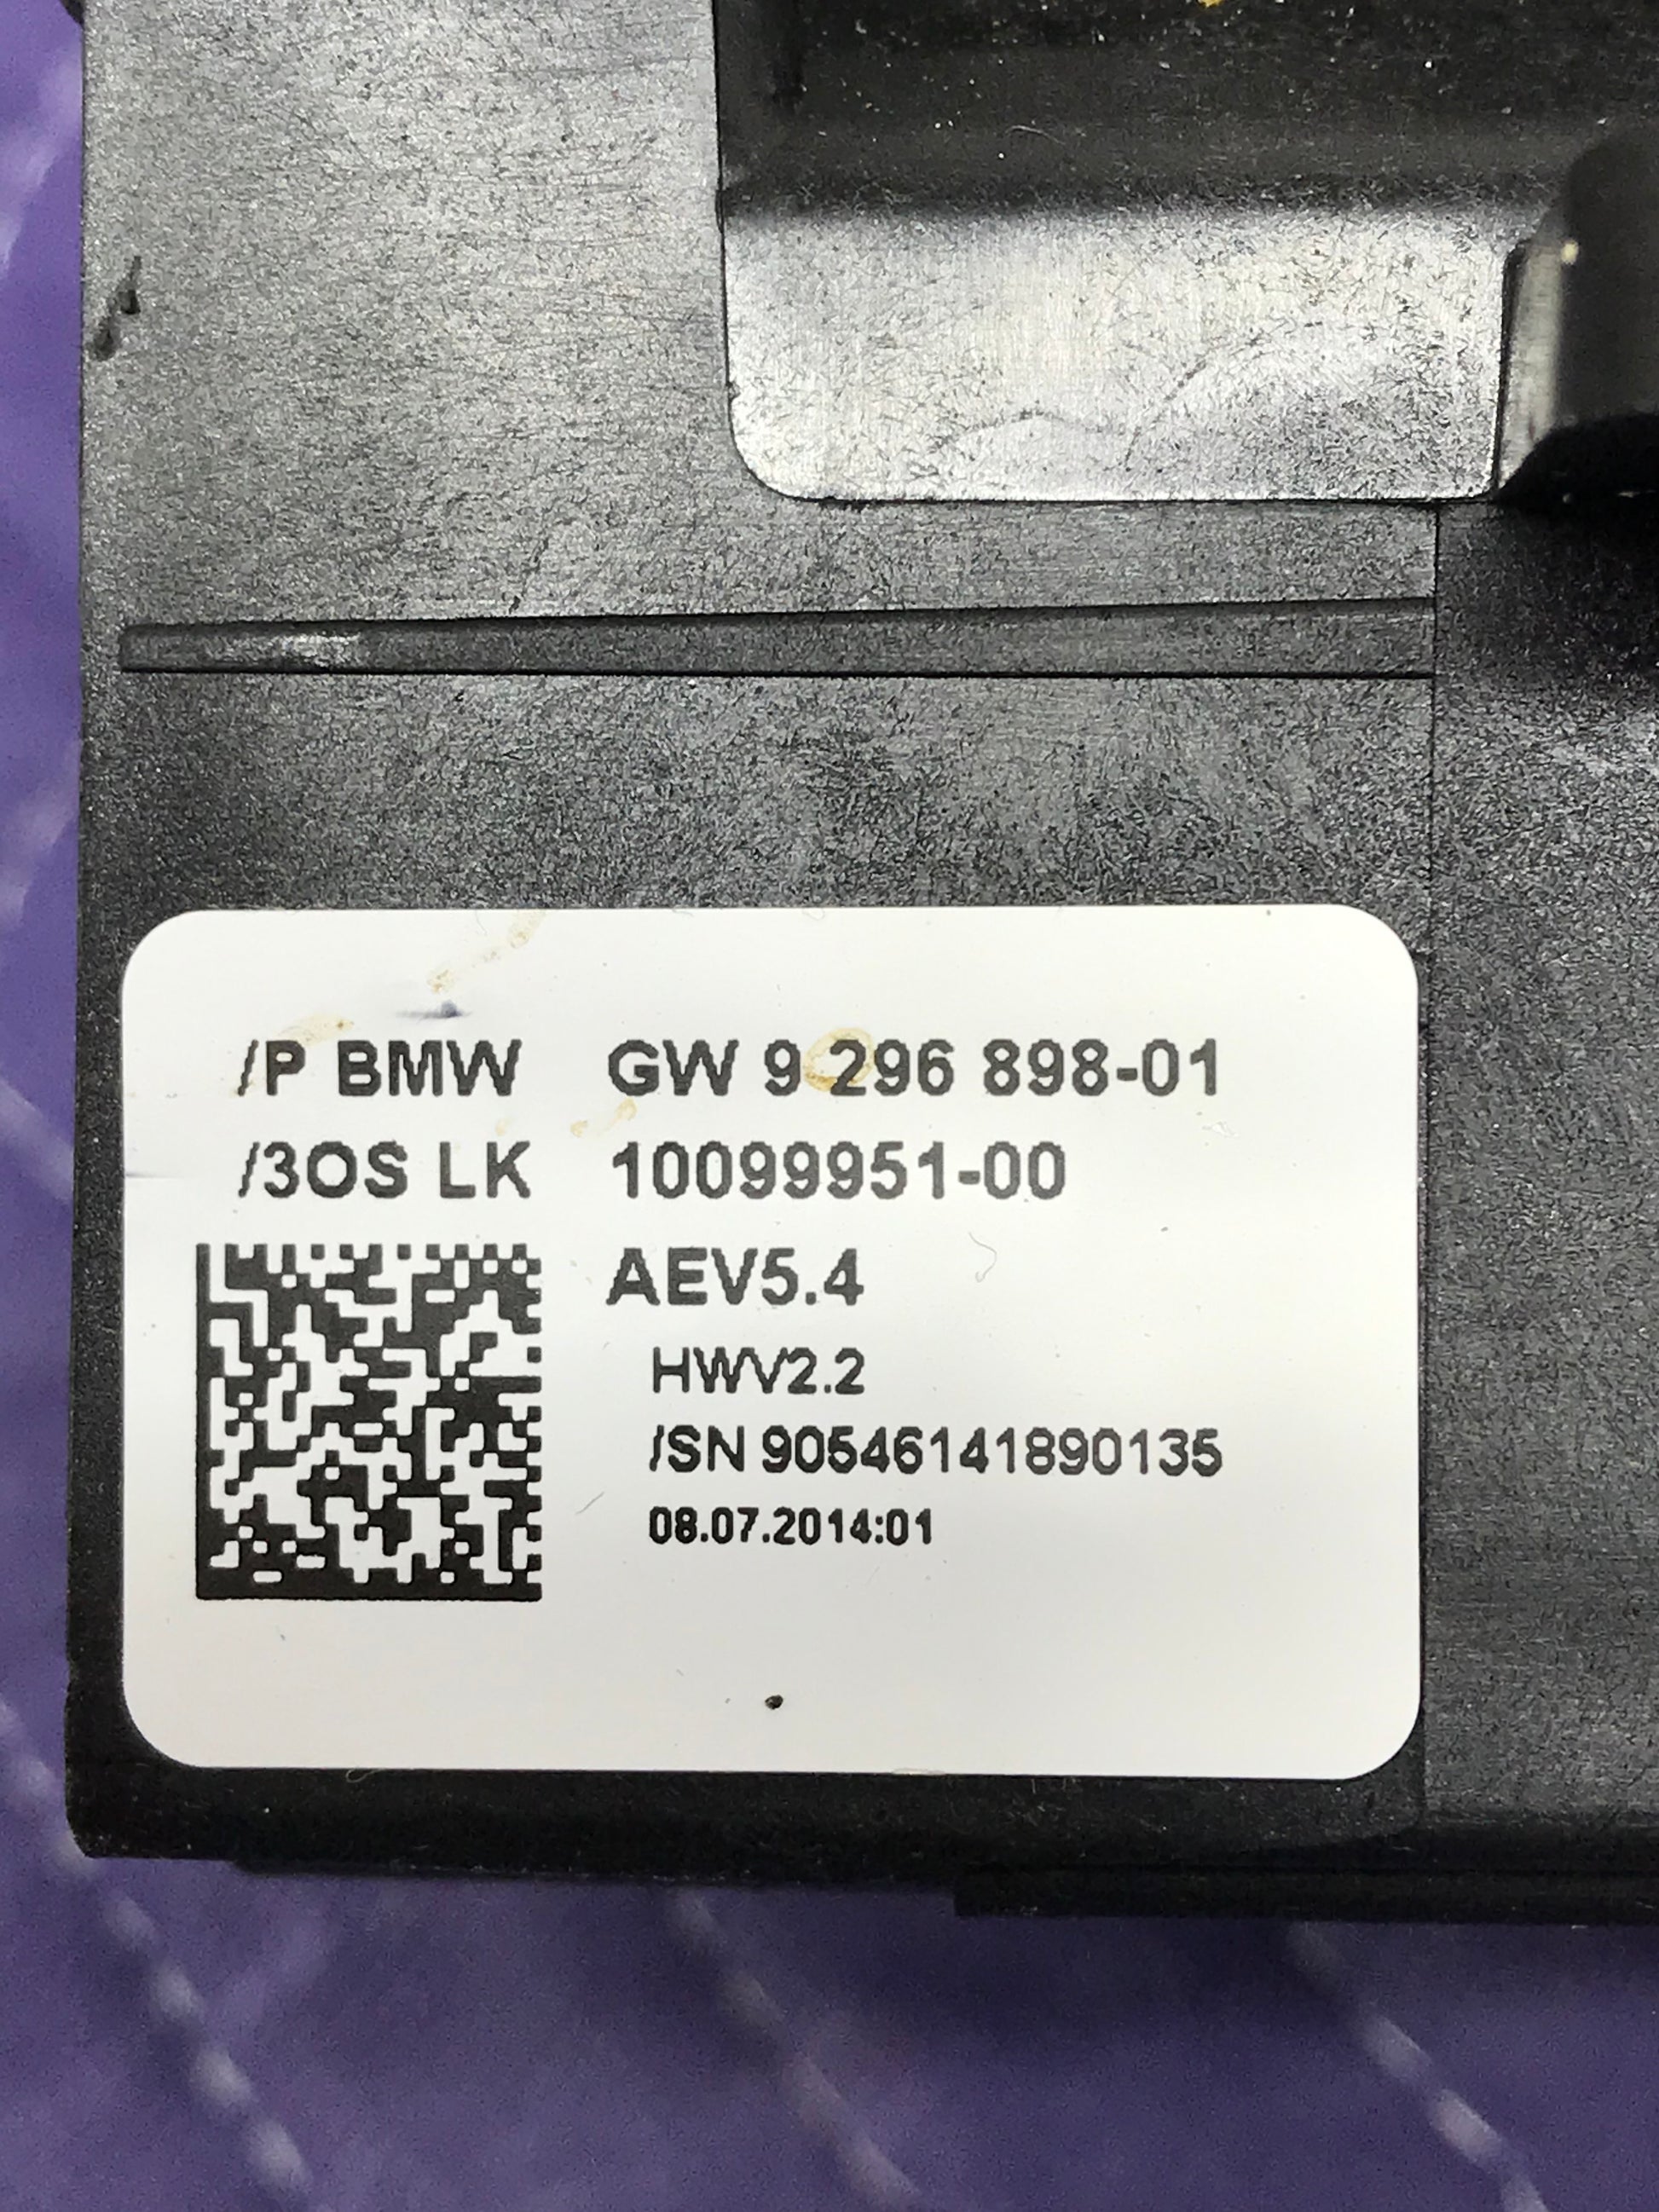 /P BMW GW 9 296 898-01
/3OS LK 10099951-00
AEV5.4
HWV2.2
/SN 90546141890135
08.07.2014:01